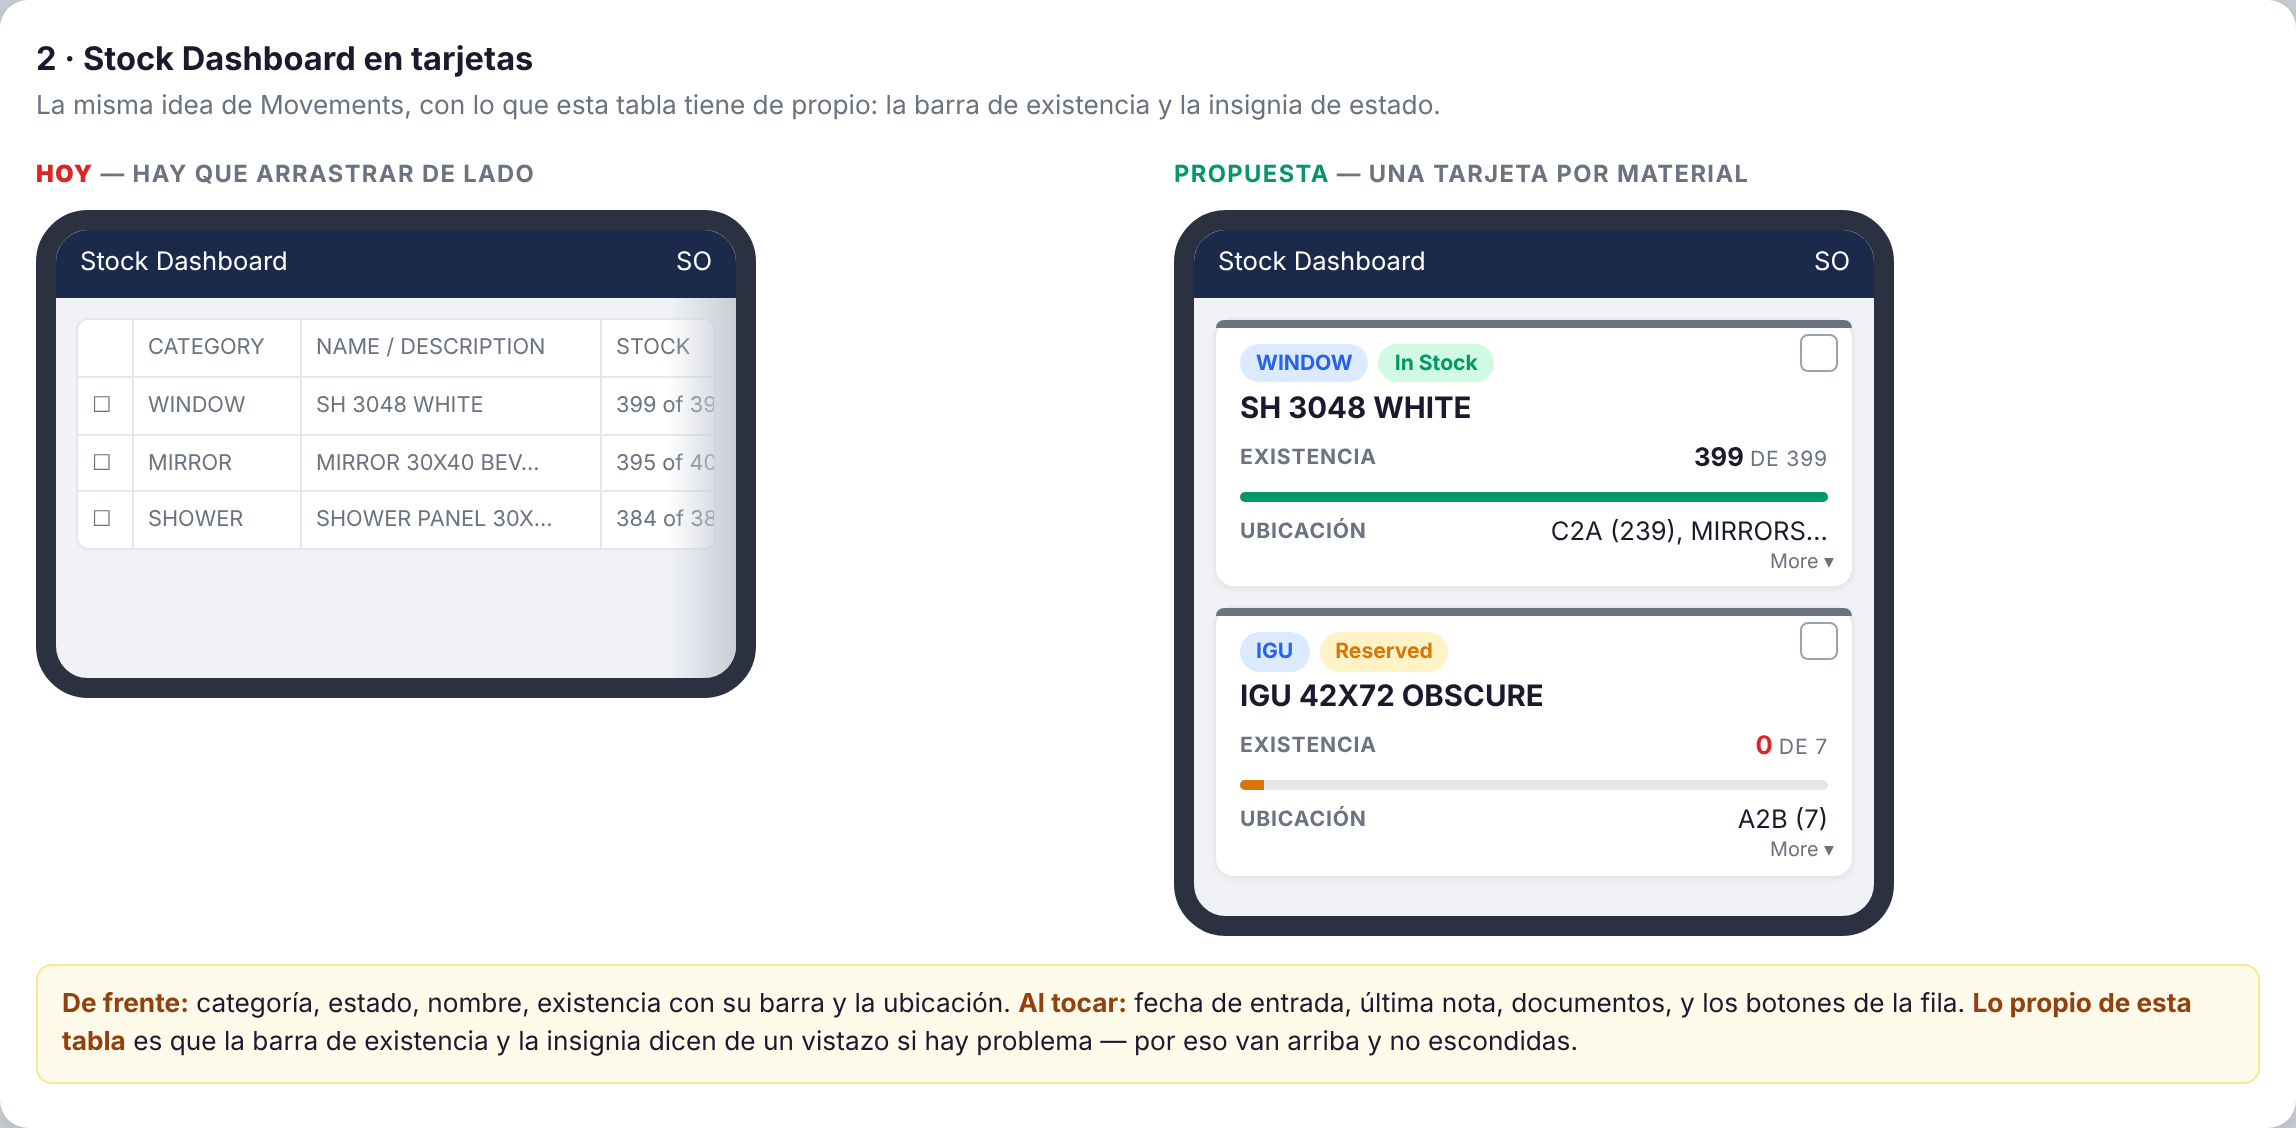 2 · Stock Dashboard en tarjetas
La misma idea de Movements, con lo que esta tabla tiene de propio: la barra de existencia y la insignia de estado.
HOY — HAY QUE ARRASTRAR DE LADO
Stock Dashboard SO
CATEGORY NAME / DESCRIPTION STOCK
WINDOW SH 3048 WHITE 399 of 39
MIRROR MIRROR 30X40 BEV... 395 of 40
SHOWER SHOWER PANEL 30X... 384 of 38
PROPUESTA — UNA TARJETA POR MATERIAL
Stock Dashboard SO
WINDOW In Stock
SH 3048 WHITE
EXISTENCIA 399 DE 399
UBICACIÓN C2A (239), MIRRORS...
More ▾
IGU Reserved
IGU 42X72 OBSCURE
EXISTENCIA 0 DE 7
UBICACIÓN A2B (7)
More ▾
De frente: categoría, estado, nombre, existencia con su barra y la ubicación. Al tocar: fecha de entrada, última nota, documentos, y los botones de la fila. Lo propio de esta
tabla es que la barra de existencia y la insignia dicen de un vistazo si hay problema — por eso van arriba y no escondidas.